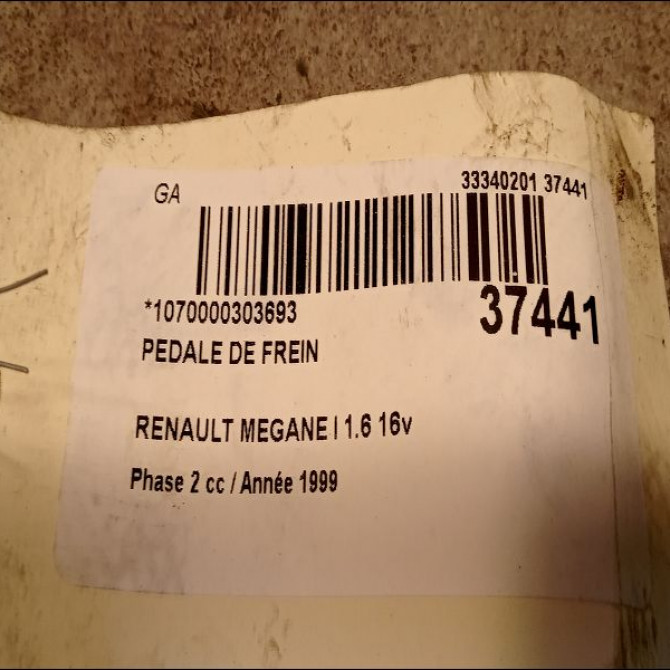 GA
33340201 37441
*1070000303693
37441
PEDALE DE FREIN
RENAULT MEGANE I 1.6 16v
Phase 2 cc / Année 1999